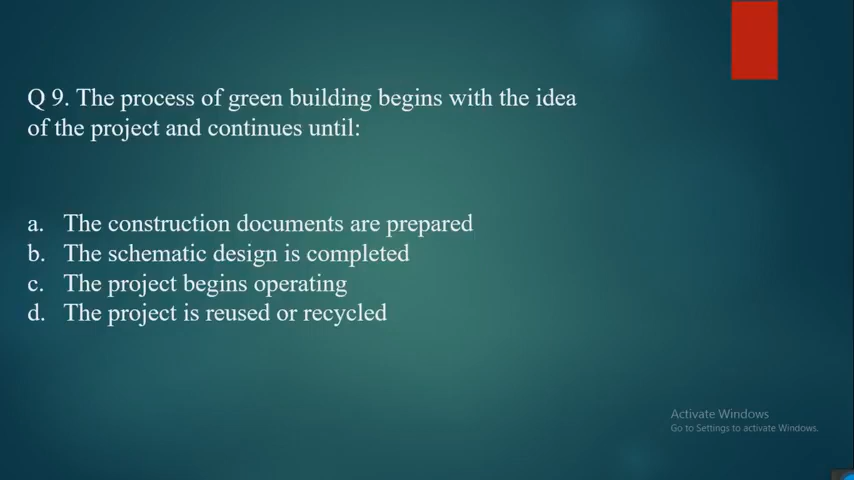 Q 9. The process of green building begins with the idea
of the project and continues until:
a. The construction documents are prepared
b. The schematic design is completed
c. The project begins operating
d. The project is reused or recycled
Activate Windows
Go to Settings to activate Windows.